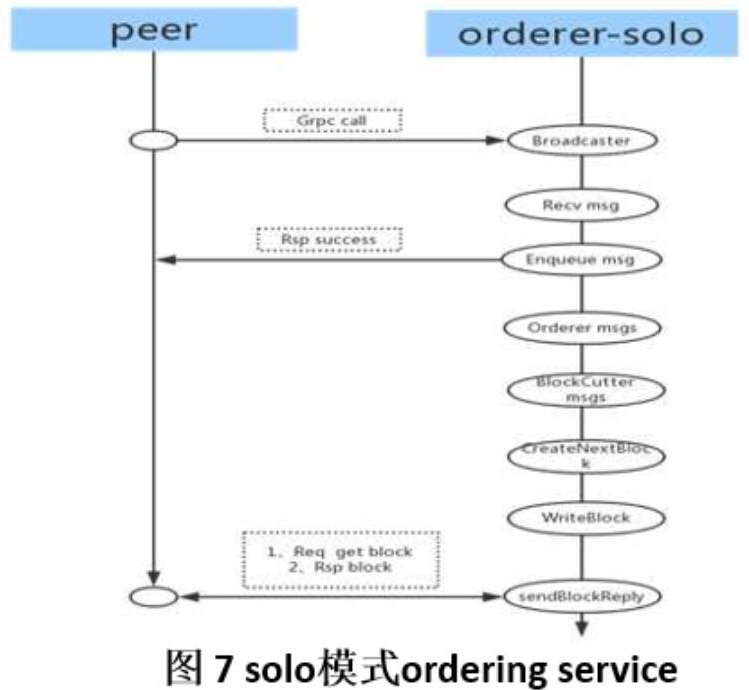 peer
orderer-solo
Grpc call
Broadcaster
Recv msg
Rsp success
Enqueue msg
Orderer msgs
BlockCutter
msgs
CreateNextBloc
k
WriteBlock
1、Req get block
2、Rsp block
sendBlockReply
图 7 solo模式ordering service